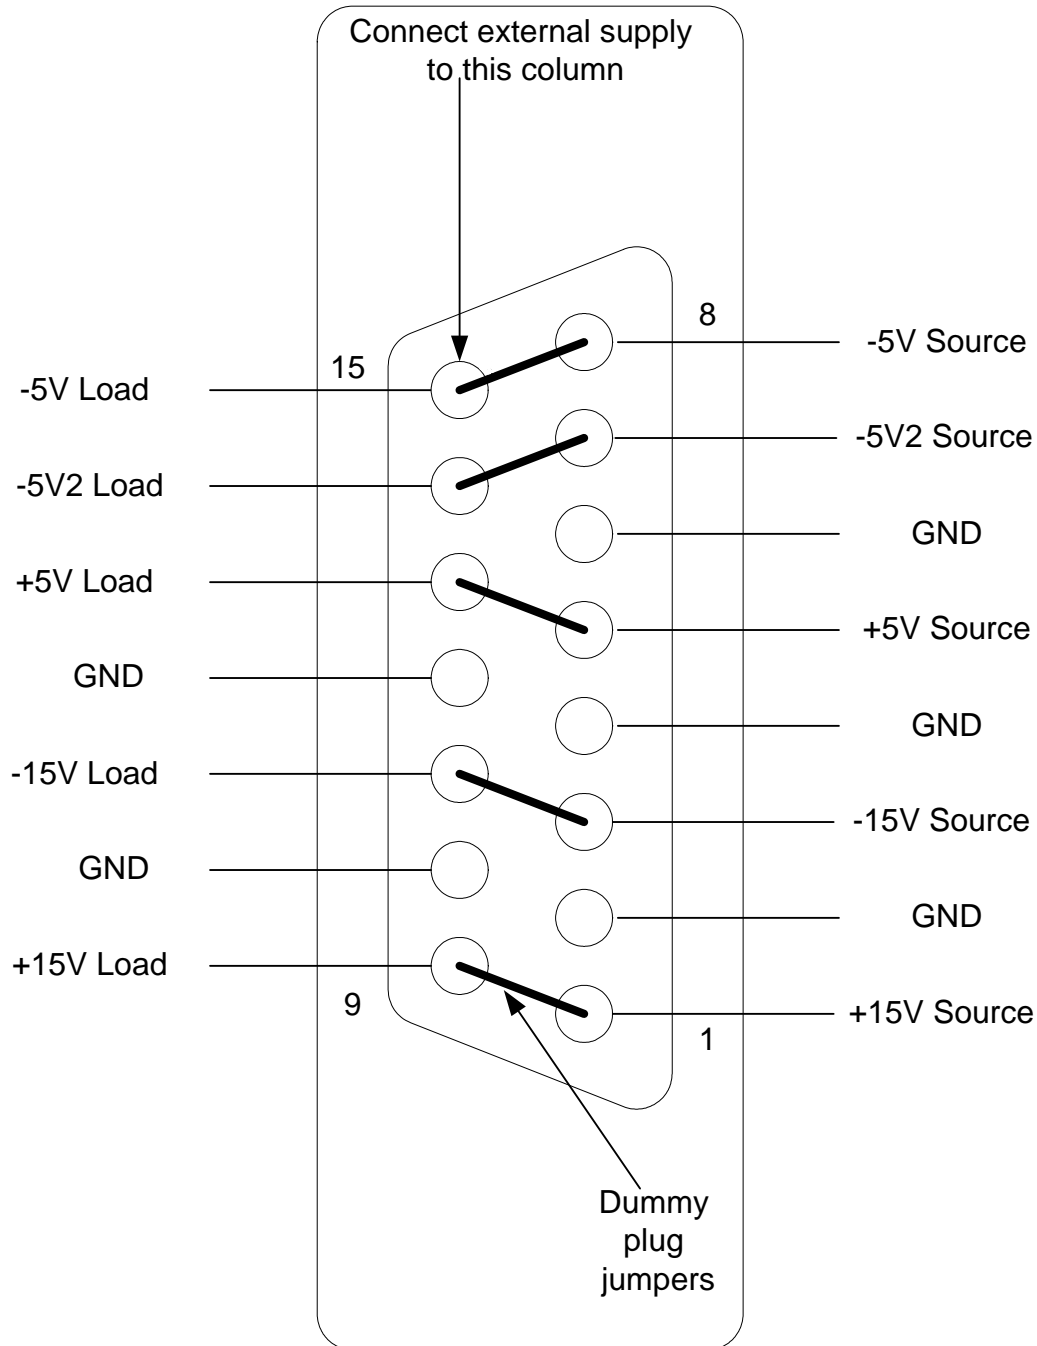 Connect external supply
to this column
8
-5V Source
15
-5V Load
-5V2 Source
-5V2 Load
GND
+5V Load
+5V Source
GND
GND
-15V Load
-15V Source
GND
GND
+15V Load
9
+15V Source
1
Dummy
plug
jumpers